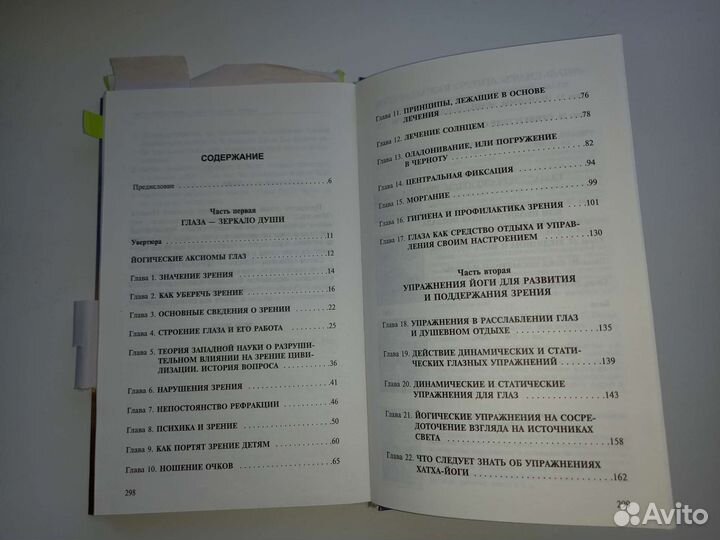 СОДЕРЖАНИЕ
Предисловие . . . . . . . . . . . . . . . . . . . . . .6
Часть первая
ГЛАЗА — ЗЕРКАЛО ДУШИ
Увертюра . . . . . . . . . . . . . . . . . . . . . . .11
ЙОГИЧЕСКИЕ АКСИОМЫ ГЛАЗ . . . . . . . . .12
Глава 1. ЗНАЧЕНИЕ ЗРЕНИЯ . . . . . . . . . . . .14
Глава 2. КАК УБЕРЕЧЬ ЗРЕНИЕ . . . . . . . . . .16
Глава 3. ОСНОВНЫЕ СВЕДЕНИЯ О ЗРЕНИИ . . . .22
Глава 4. СТРОЕНИЕ ГЛАЗА И ЕГО РАБОТА . . . .25
Глава 5. ТЕОРИЯ ЗАПАДНОЙ НАУКИ О РАЗРУШИ-
ТЕЛЬНОМ ВЛИЯНИИ НА ЗРЕНИЕ ЦИВИ-
ЛИЗАЦИИ. ИСТОРИЯ ВОПРОСА . . . . . . .36
Глава 6. НАРУШЕНИЯ ЗРЕНИЯ . . . . . . . . . .41
Глава 7. НЕПОСТОЯНСТВО РЕФРАКЦИИ . . . . .46
Глава 8. ПСИХИКА И ЗРЕНИЕ . . . . . . . . . . .50
Глава 9. КАК ПОРТЯТ ЗРЕНИЕ ДЕТЯМ . . . . . .60
Глава 10. НОШЕНИЕ ОЧКОВ . . . . . . . . . . . .65
298
Глава 11. ПРИНЦИПЫ, ЛЕЖАЩИЕ В ОСНОВЕ
ЛЕЧЕНИЯ . . . . . . . . . . . . . . . . . . .76
Глава 12. ЛЕЧЕНИЕ СОЛНЦЕМ . . . . . . . . . . .78
Глава 13. ОЛАДОНИВАНИЕ, ИЛИ ПОГРУЖЕНИЕ
В ЧЕРНОТУ . . . . . . . . . . . . . . . . . .82
Глава 14. ЦЕНТРАЛЬНАЯ ФИКСАЦИЯ . . . . . . . .94
Глава 15. МОРГАНИЕ . . . . . . . . . . . . . . . .99
Глава 16. ГИГИЕНА И ПРОФИЛАКТИКА ЗРЕНИЯ . . .101
Глава 17. ГЛАЗА КАК СРЕДСТВО ОТДЫХА И УПРАВ-
ЛЕНИЯ СВОИМ НАСТРОЕНИЕМ . . . . . . .130
Часть вторая
УПРАЖНЕНИЯ ЙОГИ ДЛЯ РАЗВИТИЯ
И ПОДДЕРЖАНИЯ ЗРЕНИЯ
Глава 18. УПРАЖНЕНИЯ В РАССЛАБЛЕНИИ ГЛАЗ
И ДУШЕВНОМ ОТДЫХЕ . . . . . . . . . . .135
Глава 19. ДЕЙСТВИЕ ДИНАМИЧЕСКИХ И СТАТИ-
ЧЕСКИХ ГЛАЗНЫХ УПРАЖНЕНИЙ . . . . . .139
Глава 20. ДИНАМИЧЕСКИЕ И СТАТИЧЕСКИЕ
УПРАЖНЕНИЯ ДЛЯ ГЛАЗ . . . . . . . . . .143
Глава 21. ЙОГИЧЕСКИЕ УПРАЖНЕНИЯ НА СОСРЕ-
ДОТОЧЕНИЕ ВЗГЛЯДА НА ИСТОЧНИКАХ
СВЕТА . . . . . . . . . . . . . . . . . . . .158
Глава 22. ЧТО СЛЕДУЕТ ЗНАТЬ ОБ УПРАЖНЕНИЯХ
ХАТХА-ЙОГИ . . . . . . . . . . . . . . . .162
299
Avito